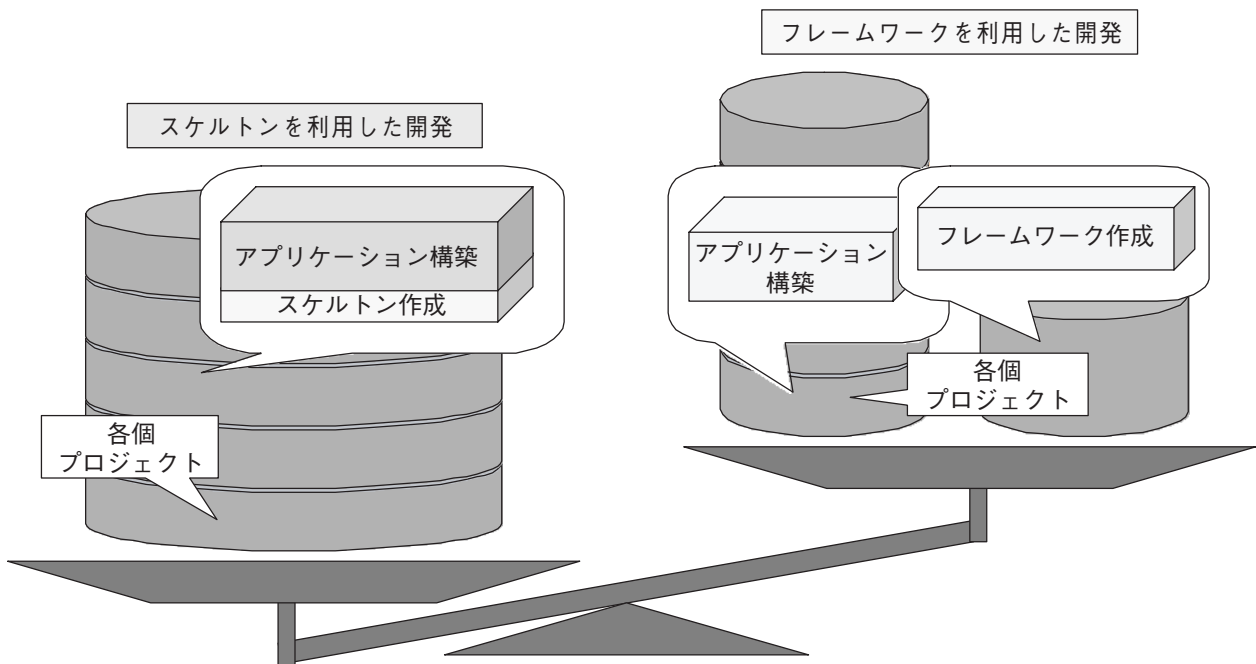 スケルトンを利用した開発
アプリケーション構築
スケルトン作成
各個
プロジェクト
フレームワークを利用した開発
アプリケーション
構築
フレームワーク作成
各個
プロジェクト